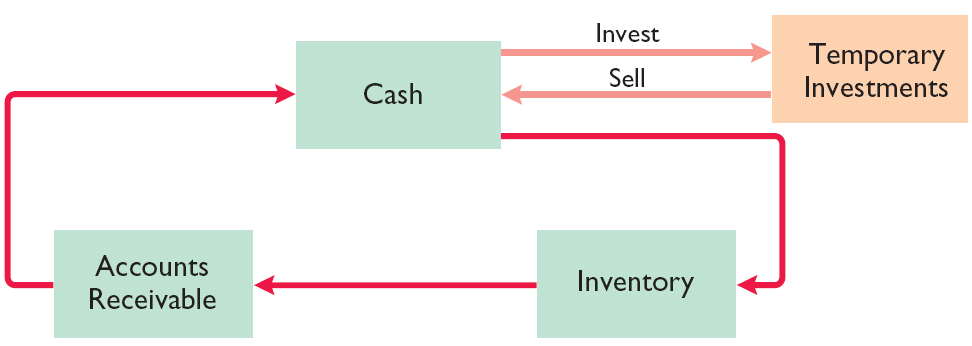 Invest
Temporary
Investments
Cash
Sell
Accounts
Receivable
Inventory